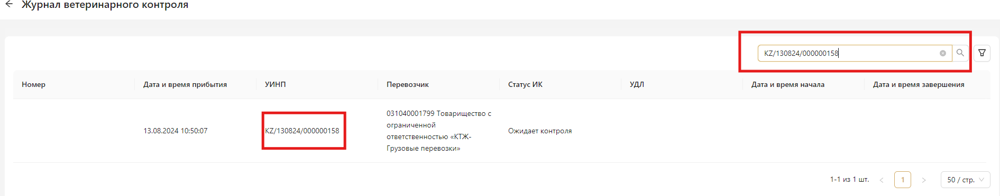 Журнал ветеринарного контроля
KZ/130824/000000158
Номер Дата и время прибытия УИНП Перевозчик Статус ИК УДЛ Дата и время начала Дата и время завершения
13.08.2024 10:50:07 KZ/130824/000000158
031040001799 Товарищество с
ограниченной
ответственностью «КТЖ-
Грузовые перевозки»
Ожидает контроля
1-1 из 1 шт. 1 50 / стр.